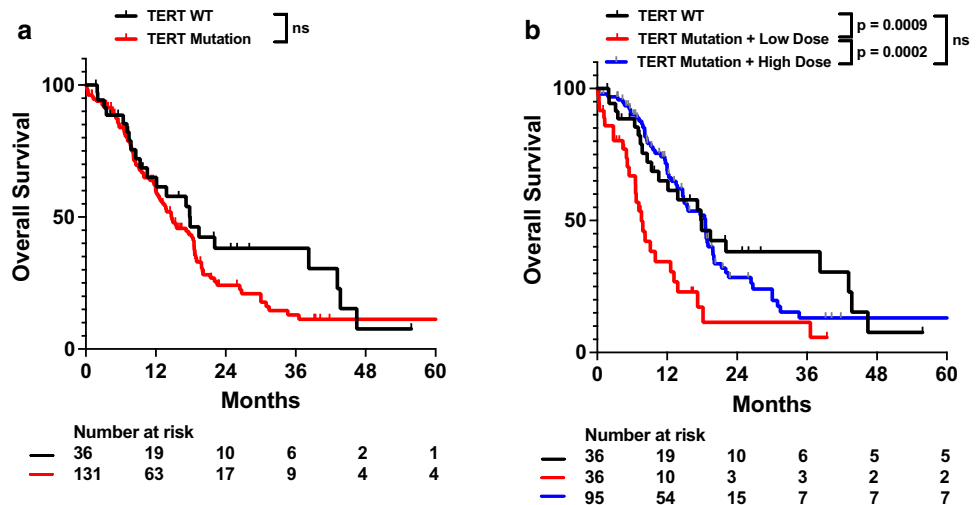 a
TERT WT
TERT Mutation
ns
Overall Survival
100
50
0
0 12 24 36 48 60
Months
Number at risk
36 19 10 6 2 1
131 63 17 9 4 4
b
TERT WT
TERT Mutation + Low Dose
TERT Mutation + High Dose
p = 0.0009
p = 0.0002
ns
Overall Survival
100
50
0
0 12 24 36 48 60
Months
Number at risk
36 19 10 6 5 5
36 10 3 3 2 2
95 54 15 7 7 7